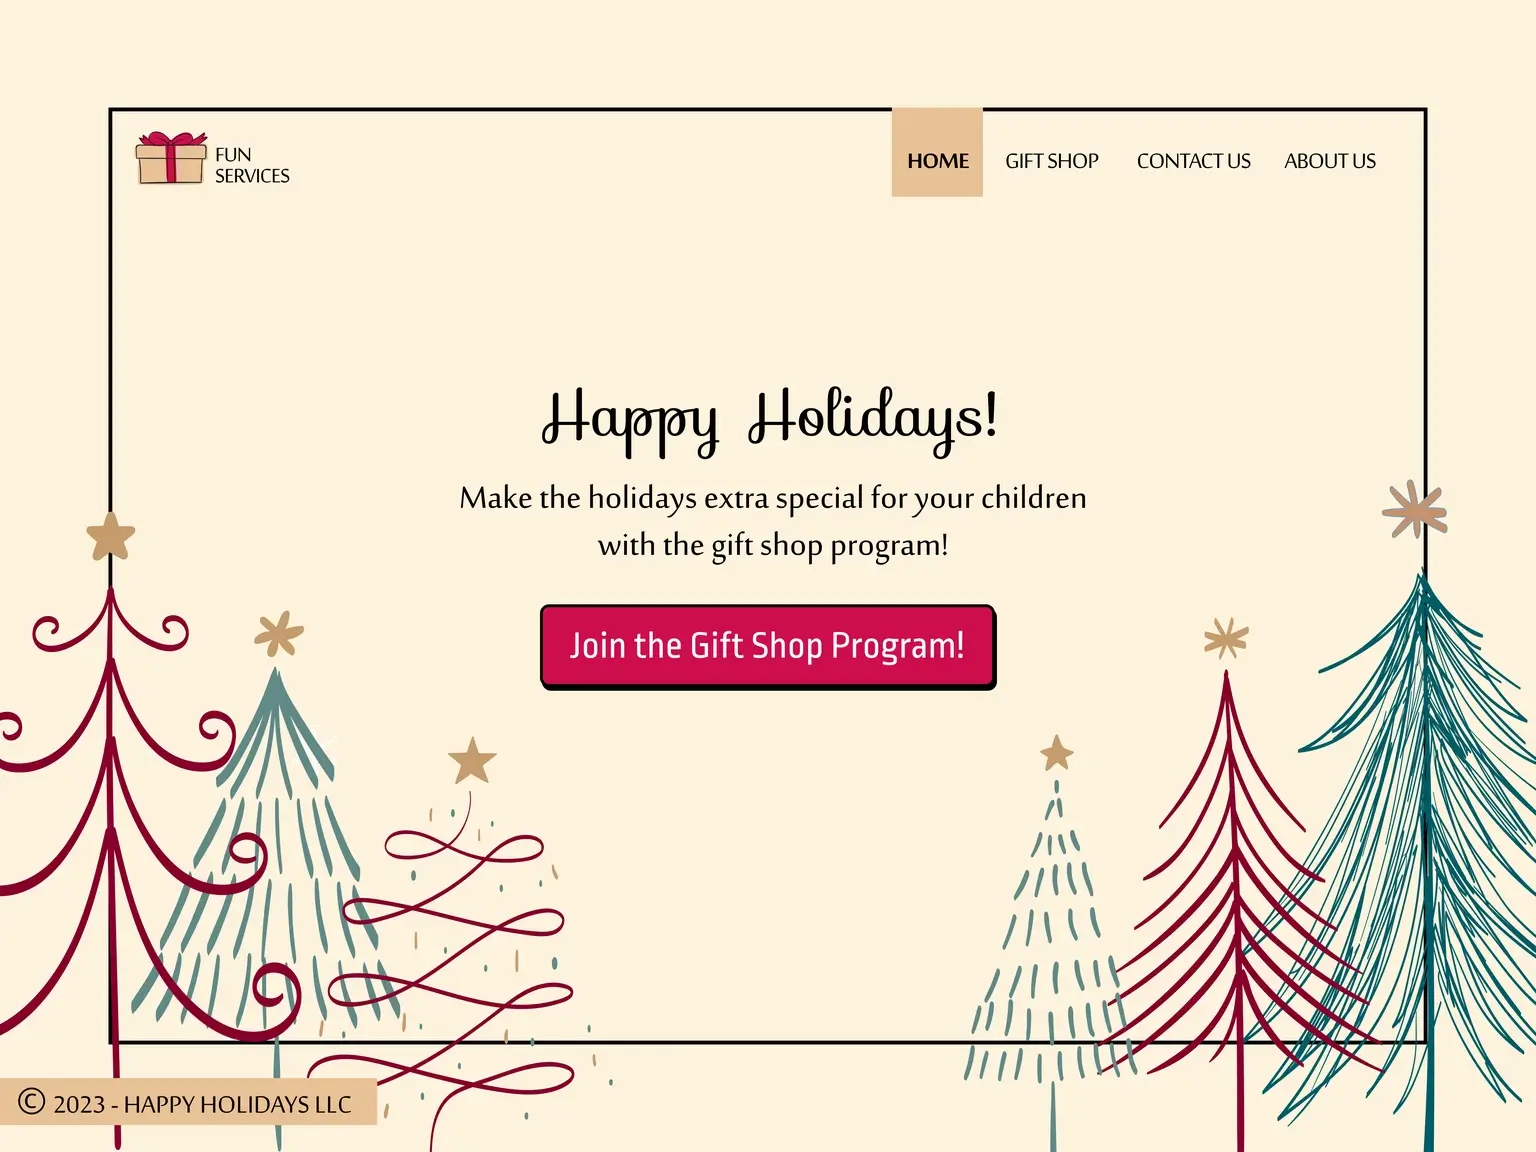 FUN
SERVICES
HOME GIFT SHOP CONTACT US ABOUT US
Happy Holidays!
Make the holidays extra special for your children
with the gift shop program!
Join the Gift Shop Program!
© 2023 - HAPPY HOLIDAYS LLC